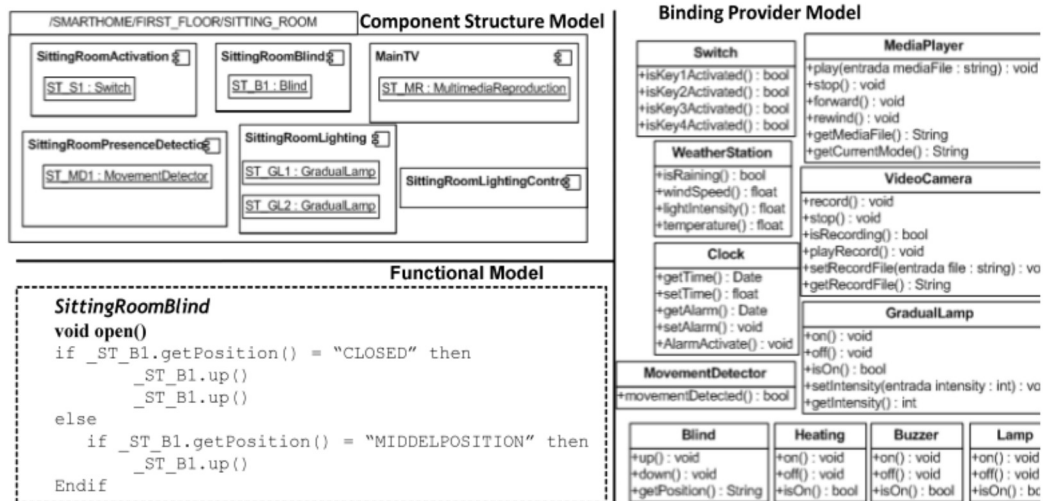 /SMARTHOME/FIRST_FLOOR/SITTING_ROOM
Component Structure Model
SittingRoomActivation
ST_S1 : Switch
SittingRoomBlinds
ST_B1 : Blind
MainTV
ST_MR : MultimediaReproduction
SittingRoomPresenceDetectio
ST_MD1 : MovementDetector
SittingRoomLighting
ST_GL1 : GradualLamp
ST_GL2 : GradualLamp
SittingRoomLightingContro
Functional Model
SittingRoomBlind
void open()
if _ST_B1.getPosition() = “CLOSED” then
_ST_B1.up()
_ST_B1.up()
else
if _ST_B1.getPosition() = “MIDDELPOSITION” then
_ST_B1.up()
Endif
Binding Provider Model
Switch
+isKey1Activated() : bool
+isKey2Activated() : bool
+isKey3Activated() : bool
+isKey4Activated() : bool
MediaPlayer
+play(entrada mediaFile : string) : void
+stop() : void
+forward() : void
+rewind() : void
+getMediaFile() : String
+getCurrentMode() : String
WeatherStation
+isRaining() : bool
+windSpeed() : float
+lightIntensity() : float
+temperature() : float
VideoCamera
+record() : void
+stop() : void
+isRecording() : bool
+playRecord() : void
+setRecordFile(entrada file : string) : vo
+getRecordFile() : String
Clock
+getTime() : Date
+setTime() : float
+getAlarm() : Date
+setAlarm() : void
+AlarmActivate() : void
GradualLamp
+on() : void
+off() : void
+isOn() : bool
+setIntensity(entrada intensity : int) : vo
+getIntensity() : int
MovementDetector
+movementDetected() : bool
Blind
+up() : void
+down() : void
+getPosition() : String
Heating
+on() : void
+off() : void
+isOn() : bool
Buzzer
+on() : void
+off() : void
+isOn() : bool
Lamp
+on() : void
+off() : void
+isOn() : bo